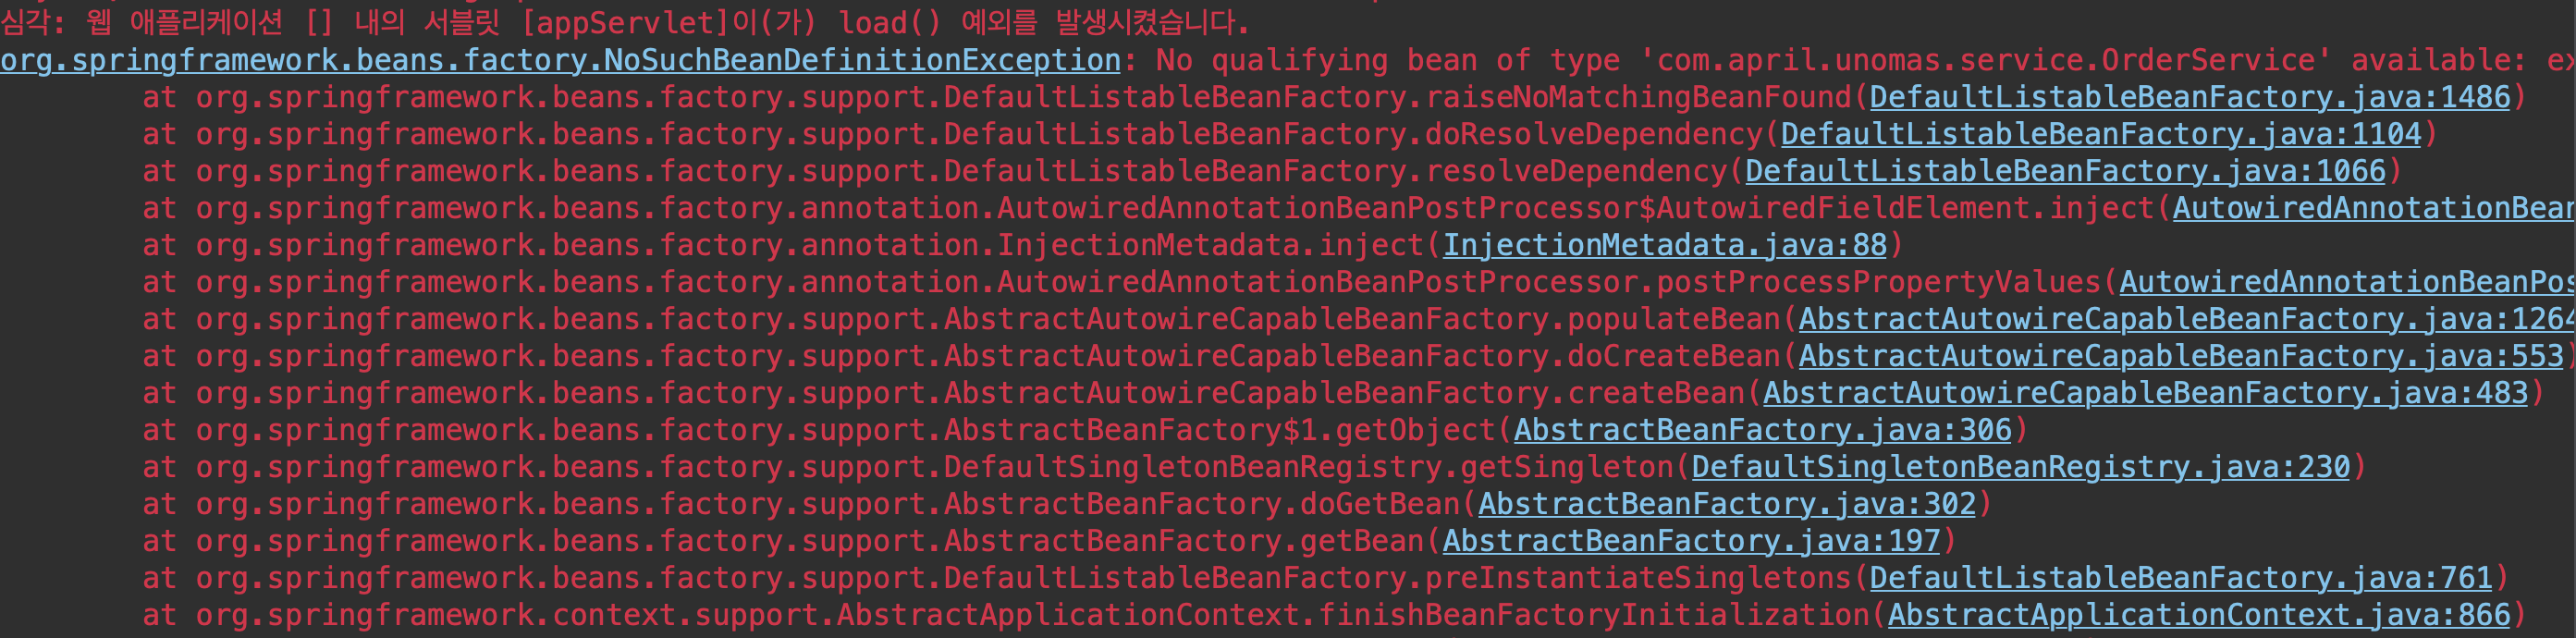 심각: 웹 애플리케이션 [] 내의 서블릿 [appServlet]이(가) load() 예외를 발생시켰습니다.
org.springframework.beans.factory.NoSuchBeanDefinitionException: No qualifying bean of type 'com.april.unomas.service.OrderService' available: ex
at org.springframework.beans.factory.support.DefaultListableBeanFactory.raiseNoMatchingBeanFound(DefaultListableBeanFactory.java:1486)
at org.springframework.beans.factory.support.DefaultListableBeanFactory.doResolveDependency(DefaultListableBeanFactory.java:1104)
at org.springframework.beans.factory.support.DefaultListableBeanFactory.resolveDependency(DefaultListableBeanFactory.java:1066)
at org.springframework.beans.factory.annotation.AutowiredAnnotationBeanPostProcessor$AutowiredFieldElement.inject(AutowiredAnnotationBean
at org.springframework.beans.factory.annotation.InjectionMetadata.inject(InjectionMetadata.java:88)
at org.springframework.beans.factory.annotation.AutowiredAnnotationBeanPostProcessor.postProcessPropertyValues(AutowiredAnnotationBeanPos
at org.springframework.beans.factory.support.AbstractAutowireCapableBeanFactory.populateBean(AbstractAutowireCapableBeanFactory.java:1264
at org.springframework.beans.factory.support.AbstractAutowireCapableBeanFactory.doCreateBean(AbstractAutowireCapableBeanFactory.java:553)
at org.springframework.beans.factory.support.AbstractAutowireCapableBeanFactory.createBean(AbstractAutowireCapableBeanFactory.java:483)
at org.springframework.beans.factory.support.AbstractBeanFactory$1.getObject(AbstractBeanFactory.java:306)
at org.springframework.beans.factory.support.DefaultSingletonBeanRegistry.getSingleton(DefaultSingletonBeanRegistry.java:230)
at org.springframework.beans.factory.support.AbstractBeanFactory.doGetBean(AbstractBeanFactory.java:302)
at org.springframework.beans.factory.support.AbstractBeanFactory.getBean(AbstractBeanFactory.java:197)
at org.springframework.beans.factory.support.DefaultListableBeanFactory.preInstantiateSingletons(DefaultListableBeanFactory.java:761)
at org.springframework.context.support.AbstractApplicationContext.finishBeanFactoryInitialization(AbstractApplicationContext.java:866)